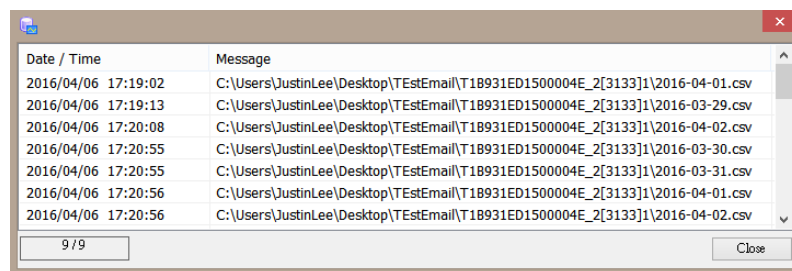 Date / Time Message
2016/04/06 17:19:02 C:\Users\JustinLee\Desktop\TEstEmail\T1B931ED1500004E_2[3133]1\2016-04-01.csv
2016/04/06 17:19:13 C:\Users\JustinLee\Desktop\TEstEmail\T1B931ED1500004E_2[3133]1\2016-03-29.csv
2016/04/06 17:20:08 C:\Users\JustinLee\Desktop\TEstEmail\T1B931ED1500004E_2[3133]1\2016-04-02.csv
2016/04/06 17:20:55 C:\Users\JustinLee\Desktop\TEstEmail\T1B931ED1500004E_2[3133]1\2016-03-30.csv
2016/04/06 17:20:55 C:\Users\JustinLee\Desktop\TEstEmail\T1B931ED1500004E_2[3133]1\2016-03-31.csv
2016/04/06 17:20:56 C:\Users\JustinLee\Desktop\TEstEmail\T1B931ED1500004E_2[3133]1\2016-04-01.csv
2016/04/06 17:20:56 C:\Users\JustinLee\Desktop\TEstEmail\T1B931ED1500004E_2[3133]1\2016-04-02.csv
9 / 9 Close